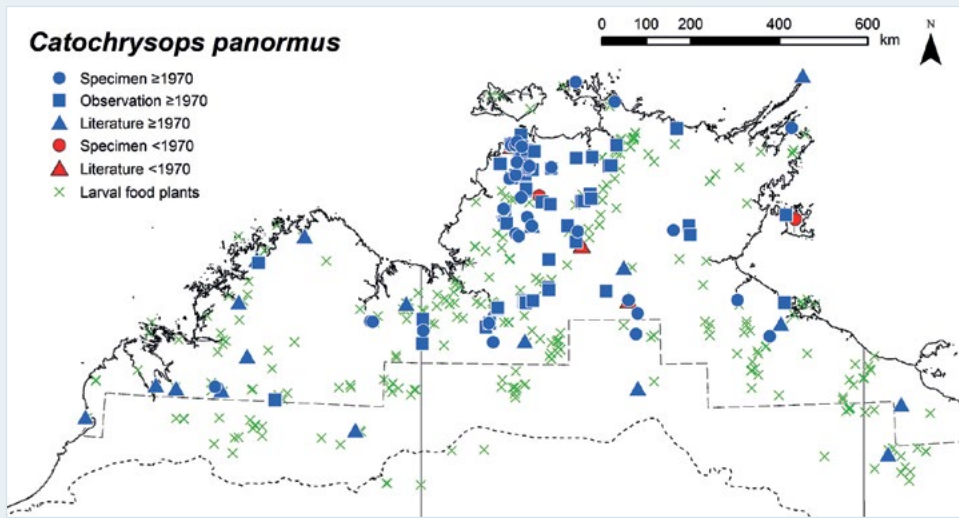 Catochrysops panormus
Specimen ≥1970
Observation ≥1970
Literature ≥1970
Specimen <1970
Literature <1970
Larval food plants
0 100 200 400 600
km
N